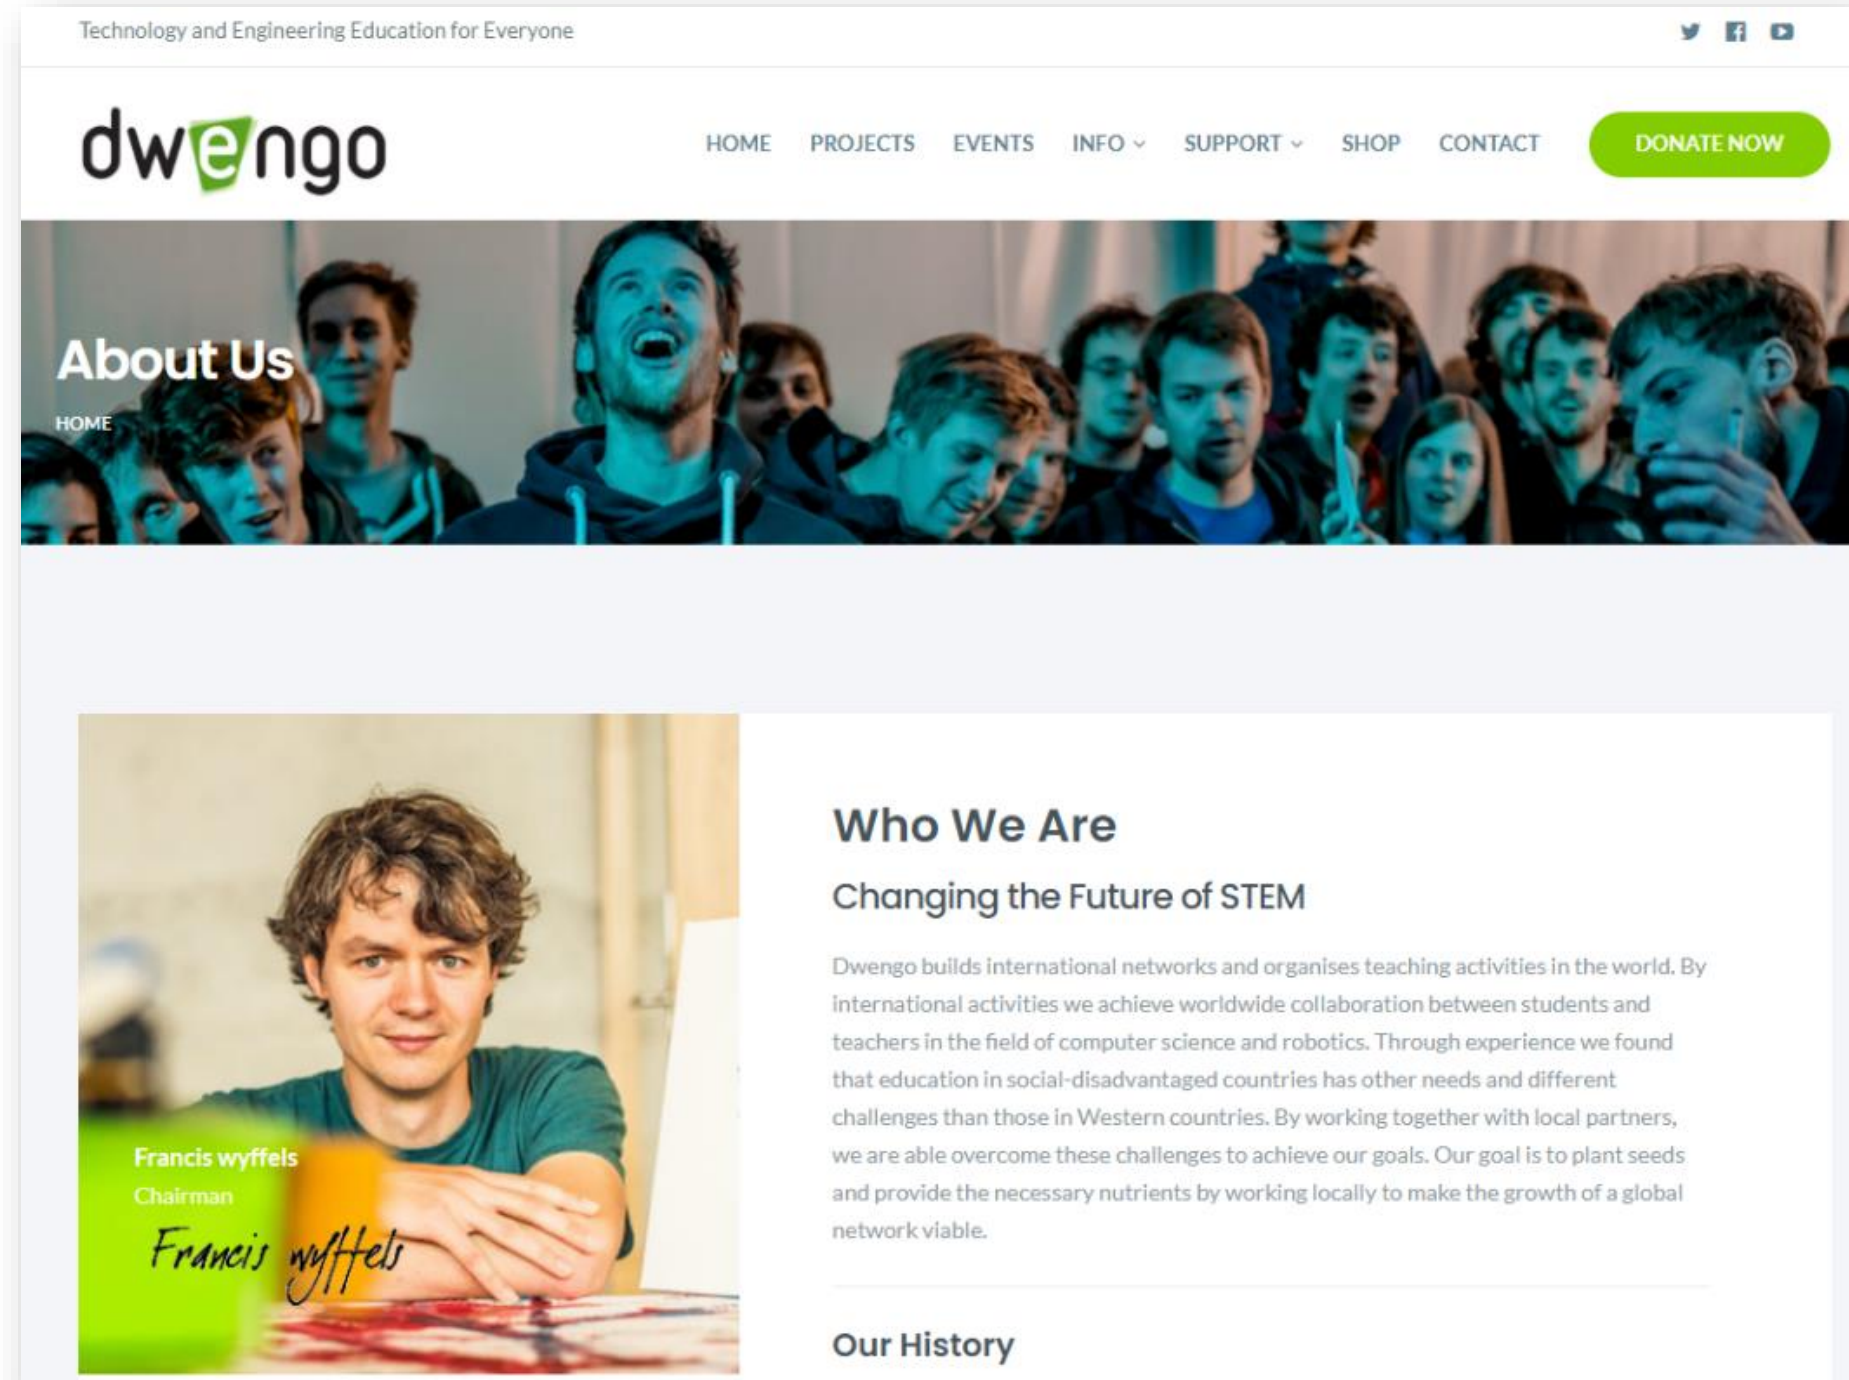 Technology and Engineering Education for Everyone
dwengo
HOME PROJECTS EVENTS INFO SUPPORT SHOP CONTACT DONATE NOW
About Us
HOME
Francis wyffels
Chairman
Francis wyffels
Who We Are
Changing the Future of STEM
Dwengo builds international networks and organises teaching activities in the world. By
international activities we achieve worldwide collaboration between students and
teachers in the field of computer science and robotics. Through experience we found
that education in social-disadvantaged countries has other needs and different
challenges than those in Western countries. By working together with local partners,
we are able overcome these challenges to achieve our goals. Our goal is to plant seeds
and provide the necessary nutrients by working locally to make the growth of a global
network viable.
Our History